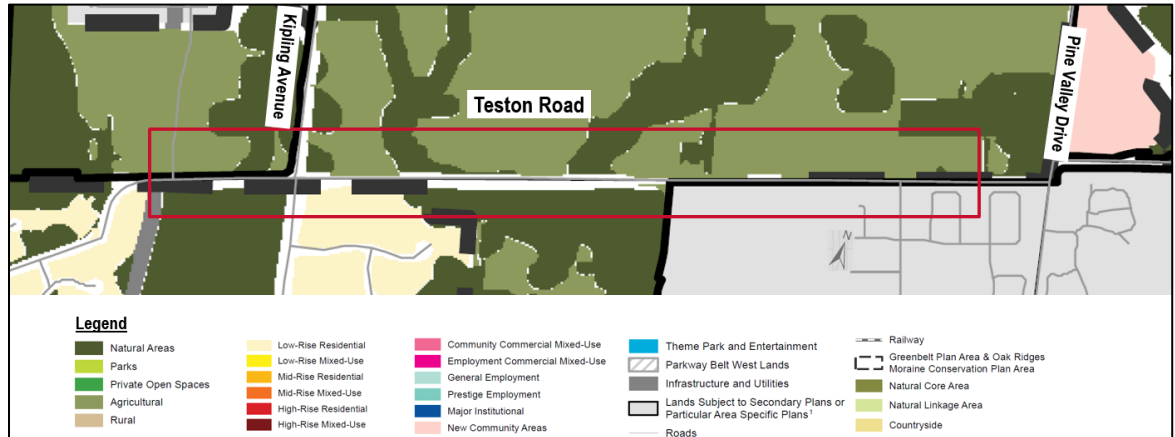 Kipling Avenue
Teston Road
Pine Valley Drive
N
Legend
Natural Areas
Parks
Private Open Spaces
Agricultural
Rural
Low-Rise Residential
Low-Rise Mixed-Use
Mid-Rise Residential
Mid-Rise Mixed-Use
High-Rise Residential
High-Rise Mixed-Use
Community Commercial Mixed-Use
Employment Commercial Mixed-Use
General Employment
Prestige Employment
Major Institutional
New Community Areas
Theme Park and Entertainment
Parkway Belt West Lands
Infrastructure and Utilities
Lands Subject to Secondary Plans or
Particular Area Specific Plans¹
Roads
Railway
Greenbelt Plan Area & Oak Ridges
Moraine Conservation Plan Area
Natural Core Area
Natural Linkage Area
Countryside